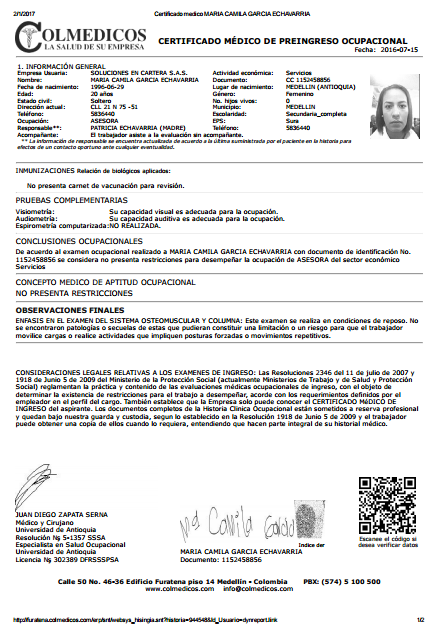 2/1/2017 Certificado medico MARIA CAMILA GARCIA ECHAVARRIA
COLMEDICOS
LA SALUD DE SU EMPRESA
CERTIFICADO MÉDICO DE PREINGRESO OCUPACIONAL
Fecha: 2016-07-15
1. INFORMACIÓN GENERAL
Empresa Usuaria: SOLUCIONES EN CARTERA S.A.S. Actividad económica: Servicios
Nombre: MARIA CAMILA GARCIA ECHAVARRIA Documento: CC 1152458856
Fecha de nacimiento: 1996-06-29 Lugar de nacimiento: MEDELLIN (ANTIOQUIA)
Edad: 20 años Género: Femenino
Estado civil: Soltero No. hijos vivos: 0
Dirección actual: CLL 21 N 75 -51 Municipio: MEDELLIN
Teléfono: 5836440 Escolaridad: Secundaria_completa
Ocupación: ASESORA EPS: Sura
Responsable**: PATRICIA ECHAVARRIA (MADRE) Teléfono: 5836440
Acompañante: El trabajador asiste a la evaluación sin acompañante.
** La información de responsable se encuentra actualizada de acuerdo a la última suministrada por el paciente en la historia para
efectos de un contacto oportuno ante cualquier eventualidad.
INMUNIZACIONES Relación de biológicos aplicados:
No presenta carnet de vacunación para revisión.
PRUEBAS COMPLEMENTARIAS
Visiometría: Su capacidad visual es adecuada para la ocupación.
Audiometría: Su capacidad auditiva es adecuada para la ocupación.
Espirometría computarizada:NO REALIZADA.
CONCLUSIONES OCUPACIONALES
De acuerdo al examen ocupacional realizado a MARIA CAMILA GARCIA ECHAVARRIA con documento de identificación No.
1152458856 se considera no presenta restricciones para desempeñar la ocupación de ASESORA del sector económico
Servicios
CONCEPTO MEDICO DE APTITUD OCUPACIONAL
NO PRESENTA RESTRICCIONES
OBSERVACIONES FINALES
ENFASIS EN EL EXAMEN DEL SISTEMA OSTEOMUSCULAR Y COLUMNA: Este examen se realiza en condiciones de reposo. No se
encontraron patologías o secuelas de estas que pudieran constituir una limitación o un riesgo para que el trabajador
movilice cargas o realice actividades que impliquen posturas forzadas o movimientos repetitivos.
CONSIDERACIONES LEGALES RELATIVAS A LOS EXAMENES DE INGRESO: Las Resoluciones 2346 del 11 de julio de 2007 y
1918 de Junio 5 de 2009 del Ministerio de la Protección Social (actualmente Ministerios de Trabajo y de Salud y Protección
Social) reglamentan la práctica y contenido de las evaluaciones médicas ocupacionales de ingreso, con el objeto de
determinar la existencia de restricciones para el trabajo a desempeñar, acorde con los requerimientos definidos por el
empleador en el perfil del cargo. También establece que la Empresa solo puede conocer el CERTIFICADO MÉDICO DE
INGRESO del aspirante. Los documentos completos de la Historia Clinica Ocupacional están sometidos a reserva profesional
y quedan bajo nuestra guarda y custodia, segun lo establecido en la Resolución 1918 de Junio 5 de 2009 y el trabajador
puede obtener una copia de ellos cuando lo requiera, entendiendo que hacen parte integral de su historial médico.
Ma Camila Garcia
JUAN DIEGO ZAPATA SERNA
Médico y Cirujano
Universidad de Antioquia
Resolución Nş 5•1357 SSSA
Especialista en Salud Ocupacional
Universidad de Antioquia
Licencia Nş 302389 DFRSSSPSA
Indice der
MARIA CAMILA GARCIA ECHAVARRIA
Documento: 1152458856
Escanee el código si
desea verificar datos
Calle 50 No. 46•36 Edificio Furatena piso 14 Medellín • Colombia PBX: (574) 5 100 500
www.colmedicos.com info@colmedicos.com
http://furatena.colmedicos.com/erp/snt/websys_hisingia.snt?historia=944548&Id_Usuario=dynreport.link 1/2